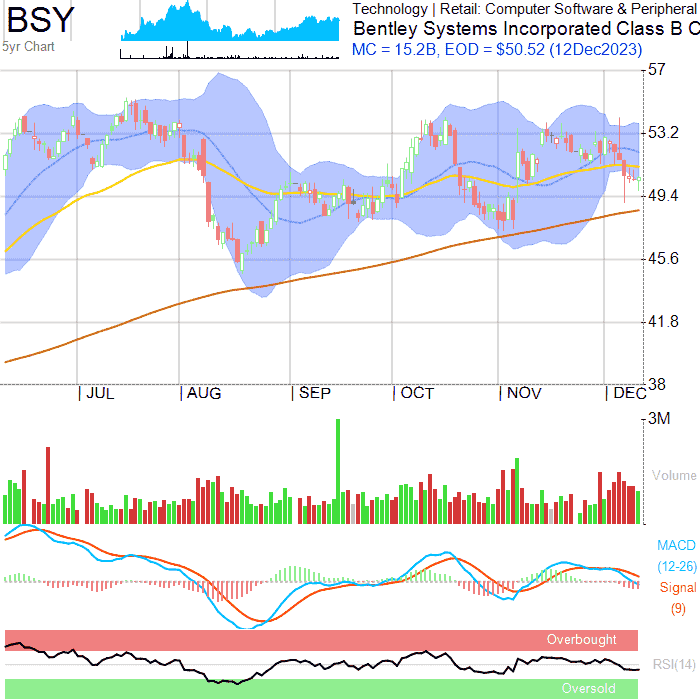 BSY
5yr Chart
Technology | Retail: Computer Software & Peripheral
Bentley Systems Incorporated Class B C
MC = 15.2B, EOD = $50.52 (12Dec2023)
57
53.2
49.4
45.6
41.8
38
| JUL | AUG | SEP | OCT | NOV | DEC
3M
Volume
MACD
(12-26)
Signal
(9)
Overbought
RSI(14)
Oversold